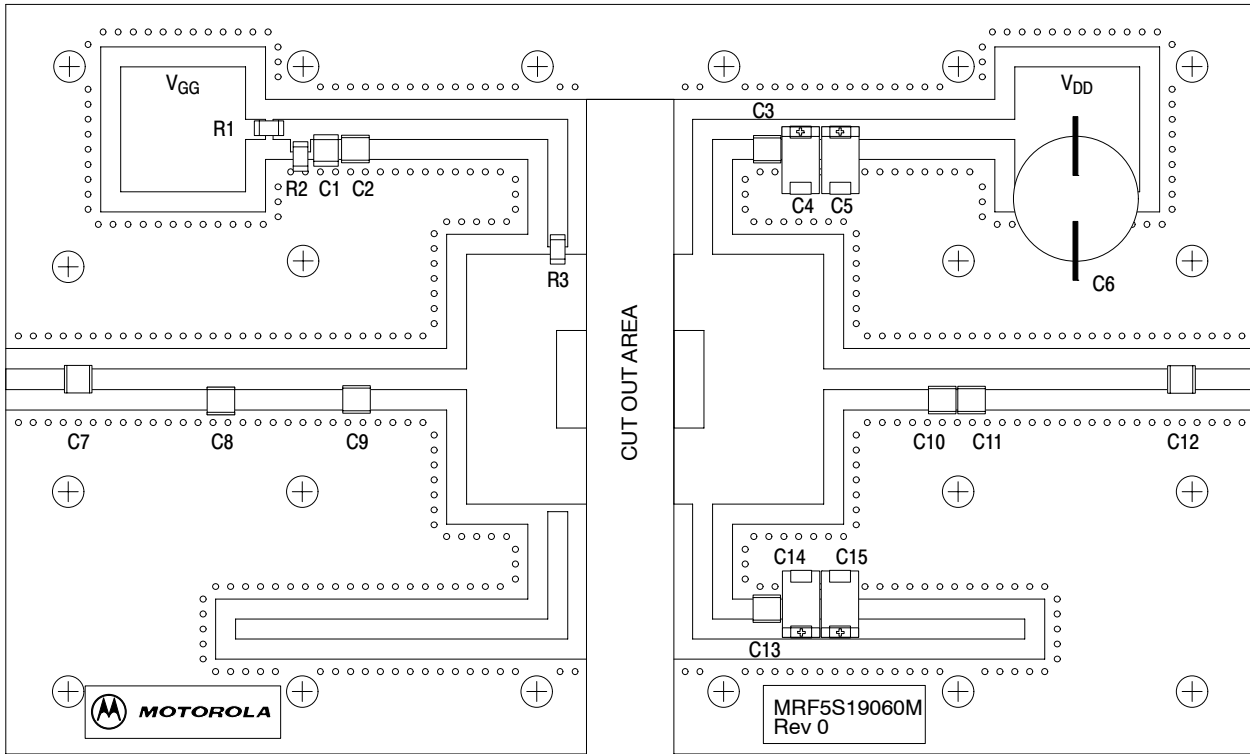 VGG
VDD
C3
R1
R2 C1 C2
C4 C5
R3
C6
CUT OUT AREA
C7
C8
C9
C10 C11
C12
C14 C15
C13
MOTOROLA
MRF5S19060M
Rev 0